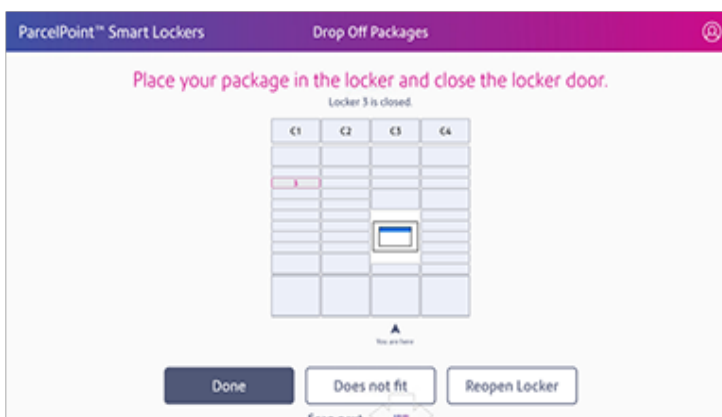 ParcelPoint™ Smart Lockers
Drop Off Packages
Place your package in the locker and close the locker door.
Locker 3 is closed.
C1 C2 C3 C4
You are here
Done
Does not fit
Reopen Locker